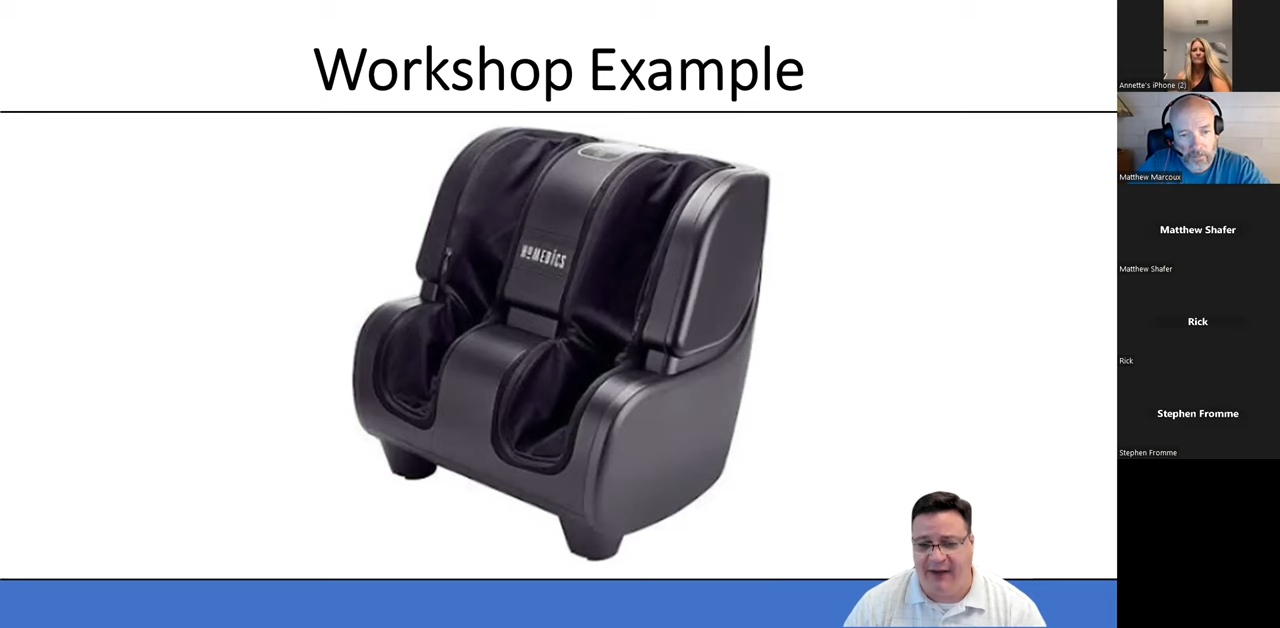 Workshop Example
HOMEDICS
Annette's iPhone (2)
Matthew Marcoux
Matthew Shafer
Matthew Shafer
Rick
Rick
Stephen Fromme
Stephen Fromme